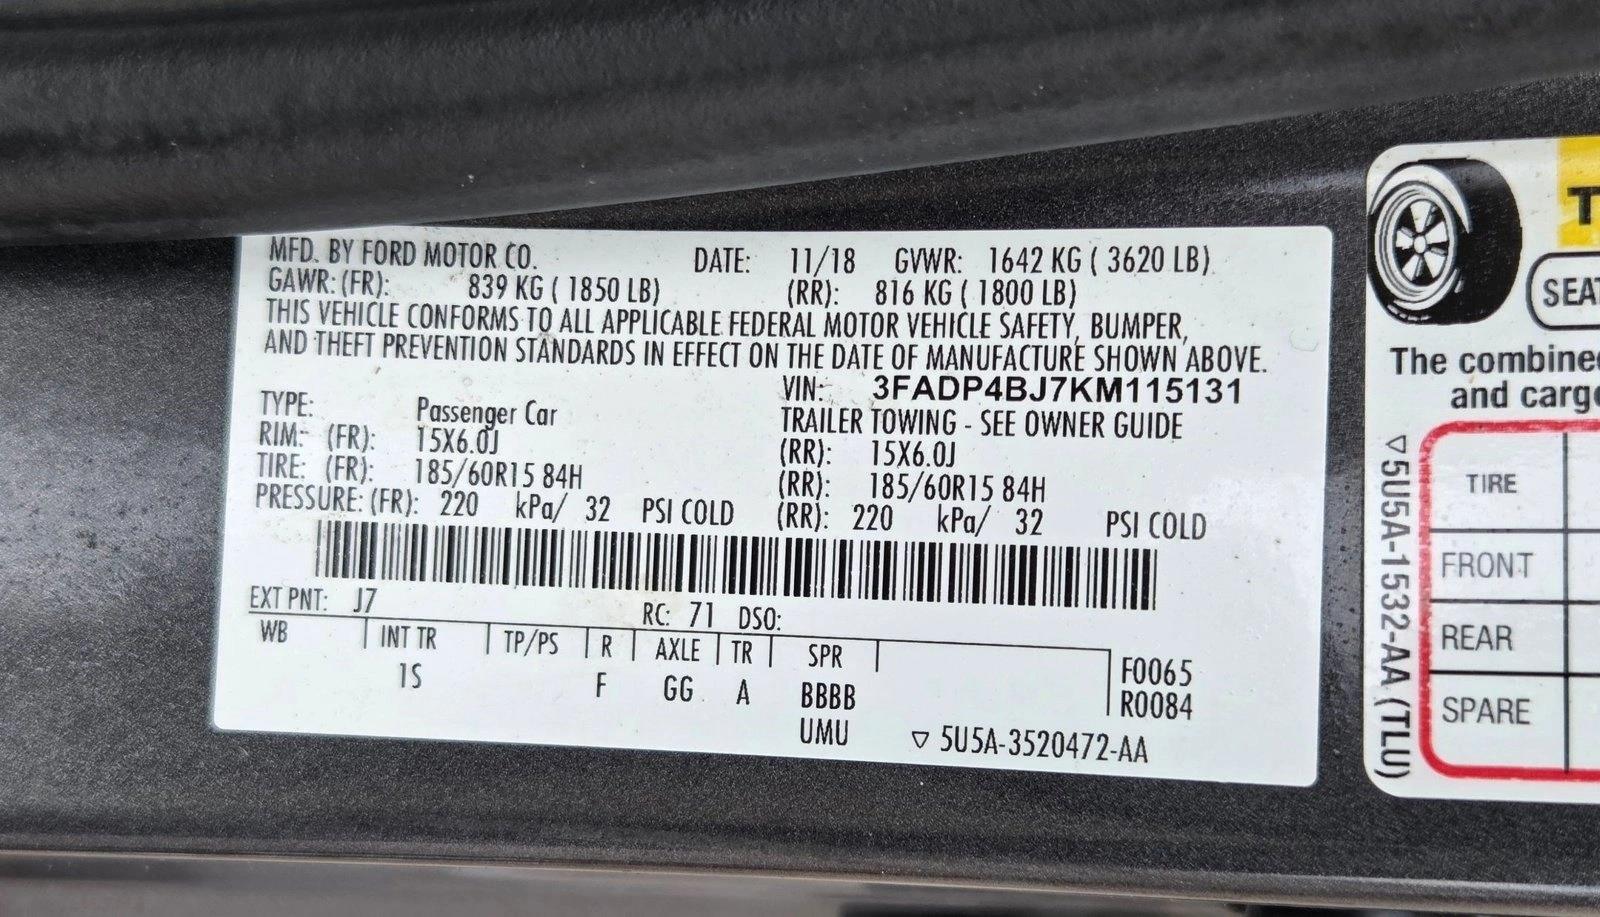 MFD. BY FORD MOTOR CO. DATE: 11/18 GVWR: 1642 KG ( 3620 LB)
GAWR: (FR): 839 KG ( 1850 LB) (RR): 816 KG ( 1800 LB)
THIS VEHICLE CONFORMS TO ALL APPLICABLE FEDERAL MOTOR VEHICLE SAFETY, BUMPER,
AND THEFT PREVENTION STANDARDS IN EFFECT ON THE DATE OF MANUFACTURE SHOWN ABOVE.
VIN: 3FADP4BJ7KM115131
TYPE: Passenger Car TRAILER TOWING - SEE OWNER GUIDE
RIM: (FR): 15X6.0J (RR): 15X6.0J
TIRE: (FR): 185/60R15 84H (RR): 185/60R15 84H
PRESSURE: (FR): 220 kPa/ 32 PSI COLD (RR): 220 kPa/ 32 PSI COLD
EXT PNT: J7 RC: 71 DSO:
WB INT TR TP/PS R AXLE TR SPR F0065
1S F GG A BBBB R0084
UMU ▽ 5U5A-3520472-AA
T
SEAT
The combined
and cargo
TIRE
FRONT
REAR
SPARE
▽5U5A-1532-AA (TLU)